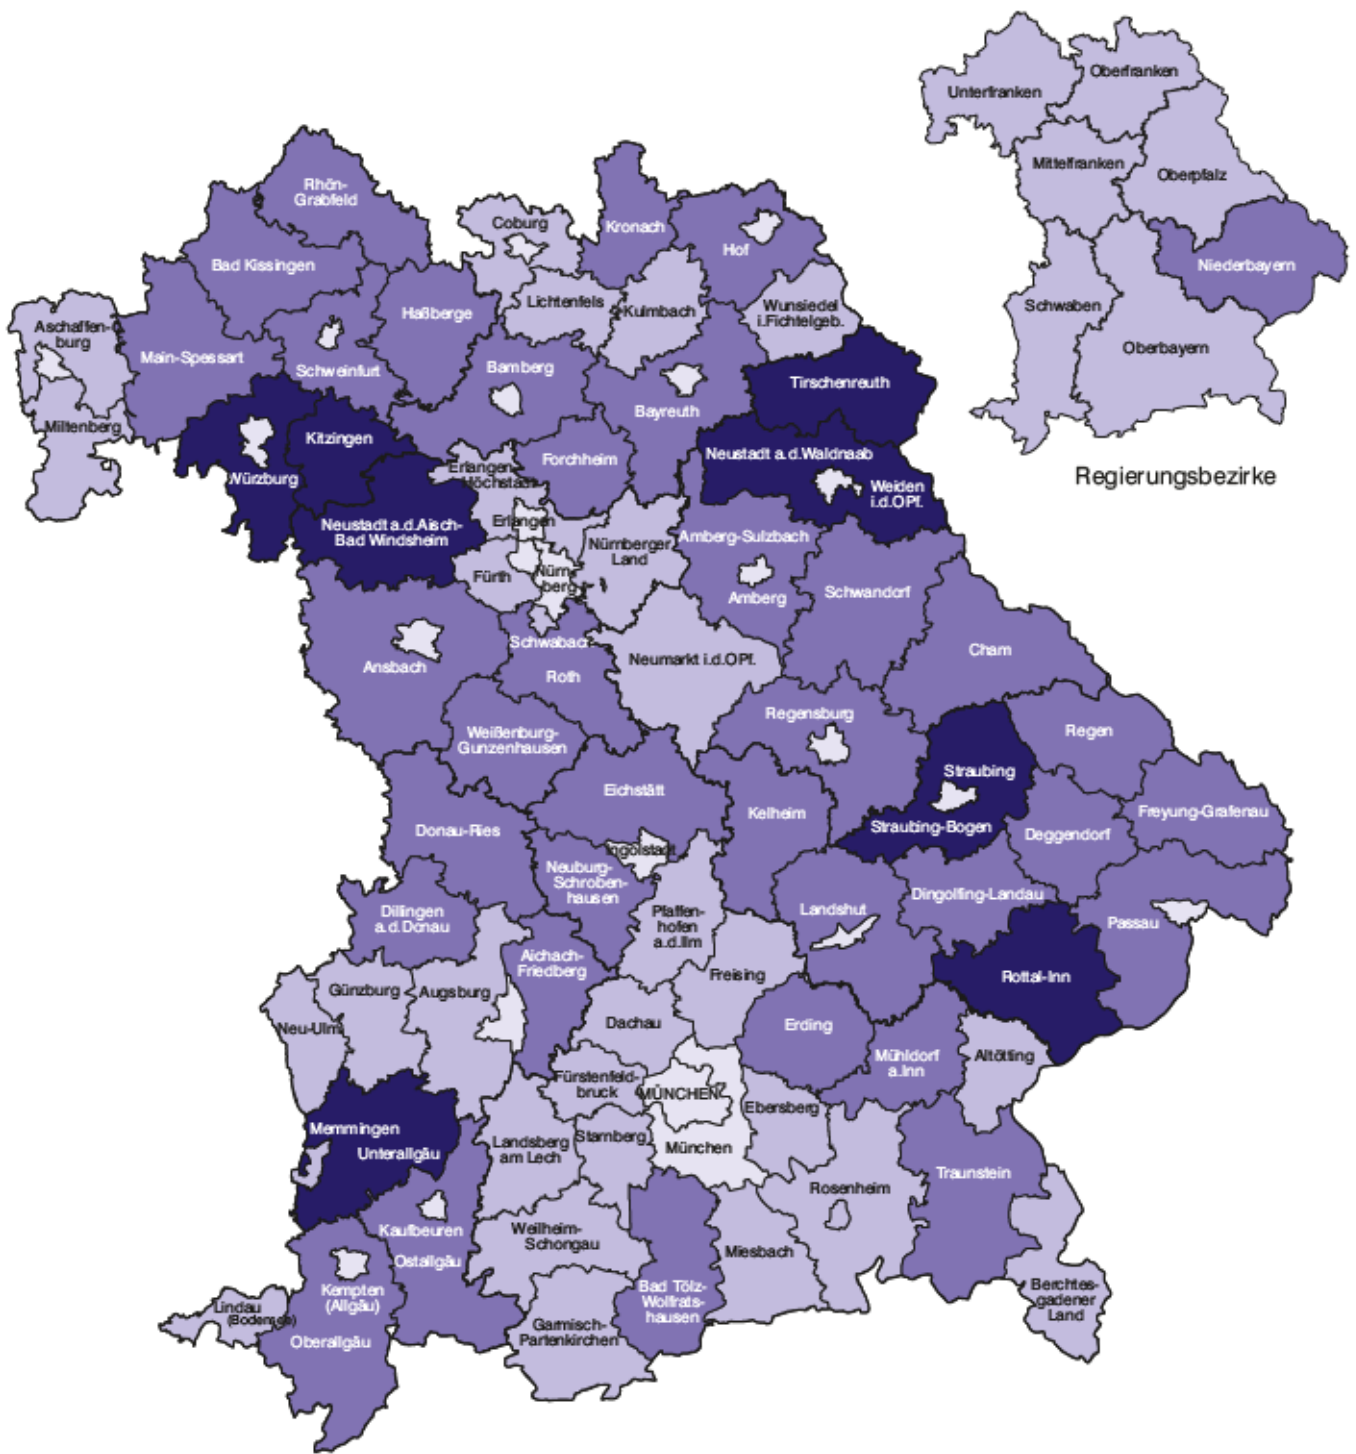 Oberfranken
Unterfranken
Mittelfranken
Oberpfalz
Niederbayern
Schwaben
Oberbayern
Regierungsbezirke
Rhön-
Grabfeld
Coburg
Kronach
Hof
Bad Kissingen
Lichtenfels
Kulmbach
Wunsiedel
i.Fichtelgeb.
Haßberge
Aschaffen-
burg
Main-Spessart
Schweinfurt
Bamberg
Bayreuth
Tirschenreuth
Miltenberg
Kitzingen
Würzburg
Forchheim
Erlangen-
Höchstadt
Neustadt a.d.Waldnaab
Weiden
i.d.OPf.
Neustadt a.d.Aisch-
Bad Windsheim
Erlangen
Fürth
Nürn-
berg
Nürnberger
Land
Amberg-Sulzbach
Amberg
Schwandorf
Cham
Ansbach
Schwabach
Roth
Neumarkt i.d.OPf.
Weißenburg-
Gunzenhausen
Regensburg
Regen
Straubing
Straubing-Bogen
Eichstätt
Kelheim
Deggendorf
Freyung-Grafenau
Donau-Ries
Ingolstadt
Neuburg-
Schroben-
hausen
Dingolfing-Landau
Landshut
Passau
Dillingen
a.d.Donau
Pfaffen-
hofen
a.d.Ilm
Aichach-
Friedberg
Freising
Rottal-Inn
Günzburg
Augsburg
Neu-Ulm
Dachau
Erding
Mühldorf
a.Inn
Altötting
Fürstenfeld-
bruck
MÜNCHEN
Ebersberg
Memmingen
Unterallgäu
Landsberg
am Lech
Starnberg
München
Traunstein
Rosenheim
Kaufbeuren
Ostallgäu
Weilheim-
Schongau
Miesbach
Bad Tölz-
Wolfrats-
hausen
Kempten
(Allgäu)
Oberallgäu
Lindau
(Bodensee)
Garmisch-
Partenkirchen
Berchtes-
gadener
Land